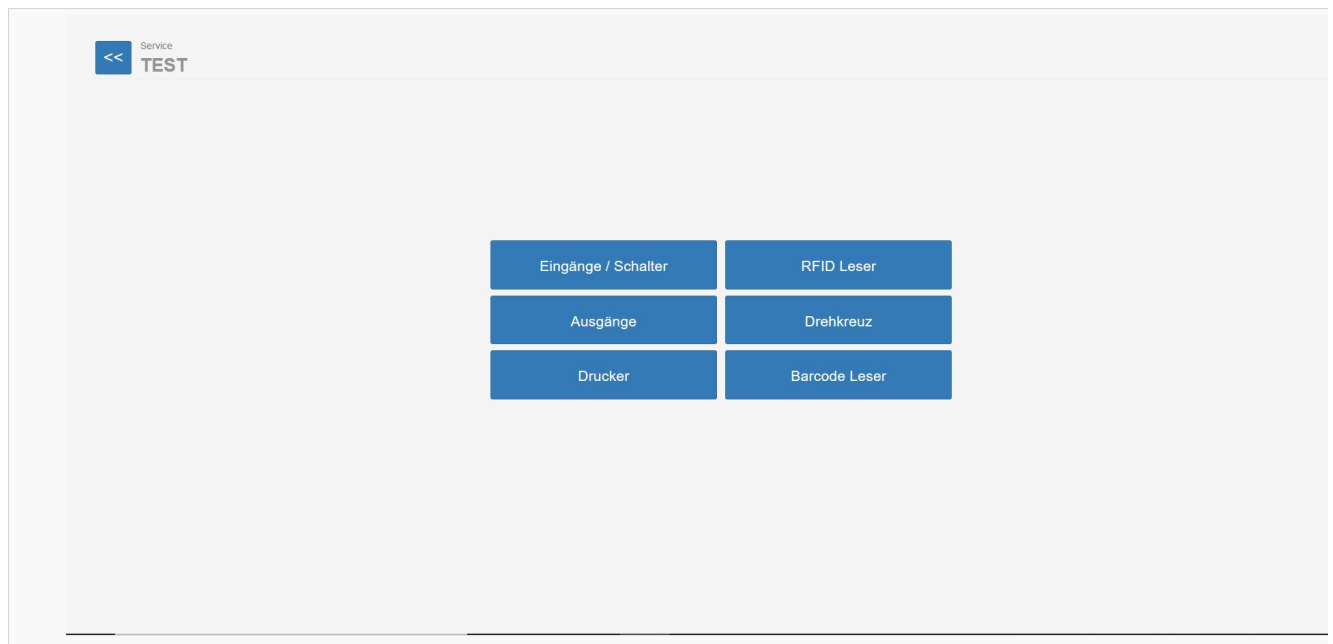 <<
Service
TEST
Eingänge / Schalter
RFID Leser
Ausgänge
Drehkreuz
Drucker
Barcode Leser